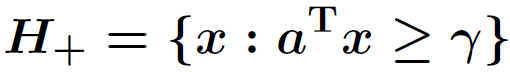 H₊ = {x : aᵀx ≥ γ}